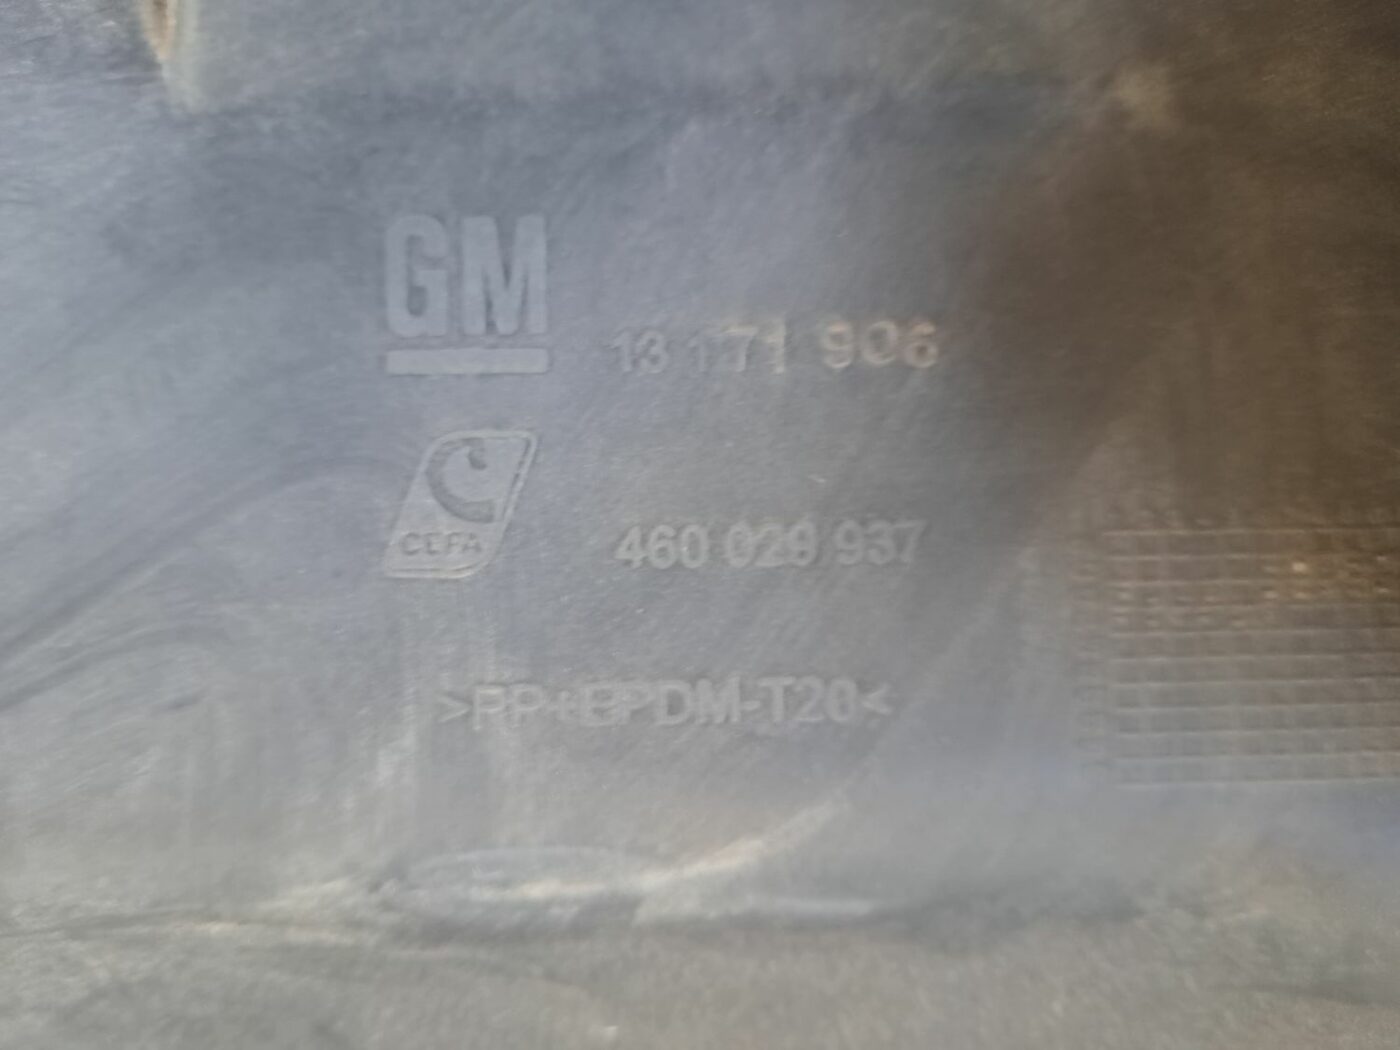 GM
13 171 906
CEFA
460 029 937
>PP+EPDM-T20<